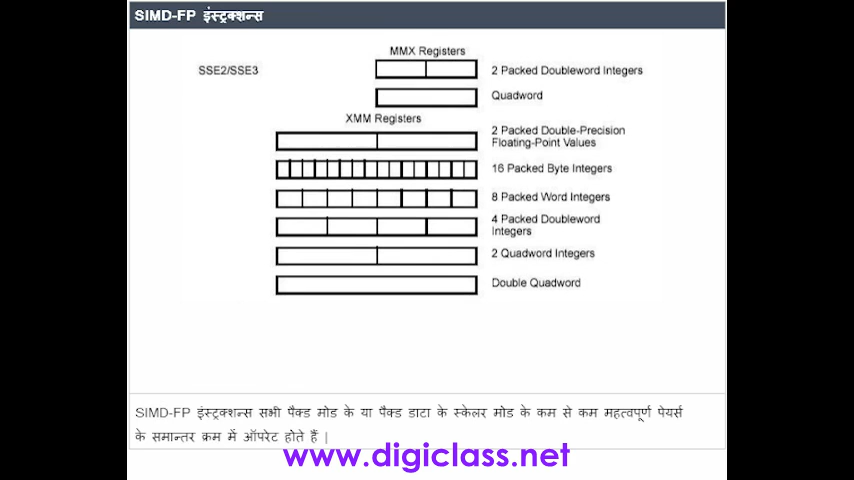 SIMD-FP इंस्ट्रक्शन्स
MMX Registers
SSE2/SSE3
2 Packed Doubleword Integers
Quadword
XMM Registers
2 Packed Double-Precision
Floating-Point Values
16 Packed Byte Integers
8 Packed Word Integers
4 Packed Doubleword
Integers
2 Quadword Integers
Double Quadword
SIMD-FP इंस्ट्रक्शन्स सभी पैक्ड मोड के या पैक्ड डाटा के स्केलर मोड के कम से कम महत्वपूर्ण पेयर्स
के समान्तर क्रम में ऑपरेट होते हैं |
www.digiclass.net